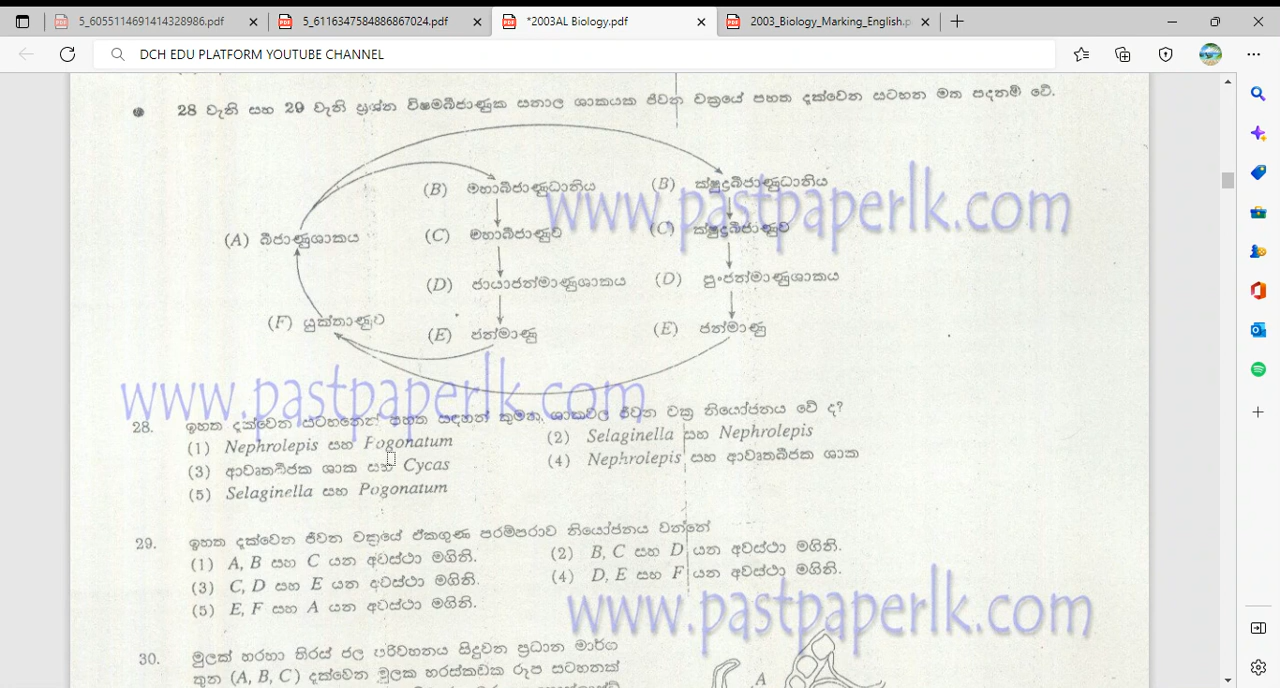 5_6055114691414328986.pdf
5_6116347584886867024.pdf
*2003AL Biology.pdf
2003_Biology_Marking_English.p
DCH EDU PLATFORM YOUTUBE CHANNEL
28 වැනි සහ 29 වැනි ප්‍රශ්න විෂමබීජාණුක සනාල ශාකයක ජීවන චක්‍රයේ පහත දක්වෙන සටහන මත පදනම් වේ.
(B) මහාබීජාණුධානිය
(B) ක්ෂුද්‍රබීජාණුධානිය
www.pastpaperlk.com
(A) බීජාණුශාකය
(C) මහාබීජාණුව
(C) ක්ෂුද්‍රබීජාණුව
(D) ජායාජන්මාණුශාකය
(D) පුංජන්මාණුශාකය
(F) යුක්තාණුව
(E) ජන්මාණු
(E) ජන්මාණු
www.pastpaperlk.com
28. ඉහත දක්වෙන සටහනෙන් පහත සඳහන් කුමන ශාකවල ජීවන චක්‍ර නියෝජනය වේ ද?
(1) Nephrolepis සහ Pogonatum
(2) Selaginella සහ Nephrolepis
(3) ආවෘතබීජක ශාක සහ Cycas
(4) Nephrolepis සහ ආවෘතබීජක ශාක
(5) Selaginella සහ Pogonatum
29. ඉහත දක්වෙන ජීවන චක්‍රයේ ඒකගුණ පරම්පරාව නියෝජනය වන්නේ
(1) A, B සහ C යන අවස්ථා මගිනි.
(2) B, C සහ D යන අවස්ථා මගිනි.
(3) C, D සහ E යන අවස්ථා මගිනි.
(4) D, E සහ F යන අවස්ථා මගිනි.
(5) E, F සහ A යන අවස්ථා මගිනි.
www.pastpaperlk.com
30. මූලක් හරහා තිරස් ජල පරිවහනය සිදුවන ප්‍රධාන මාර්ග
තුන (A, B, C) දක්වෙන මූලක හරස්කඩක රූප සටහනක්
A